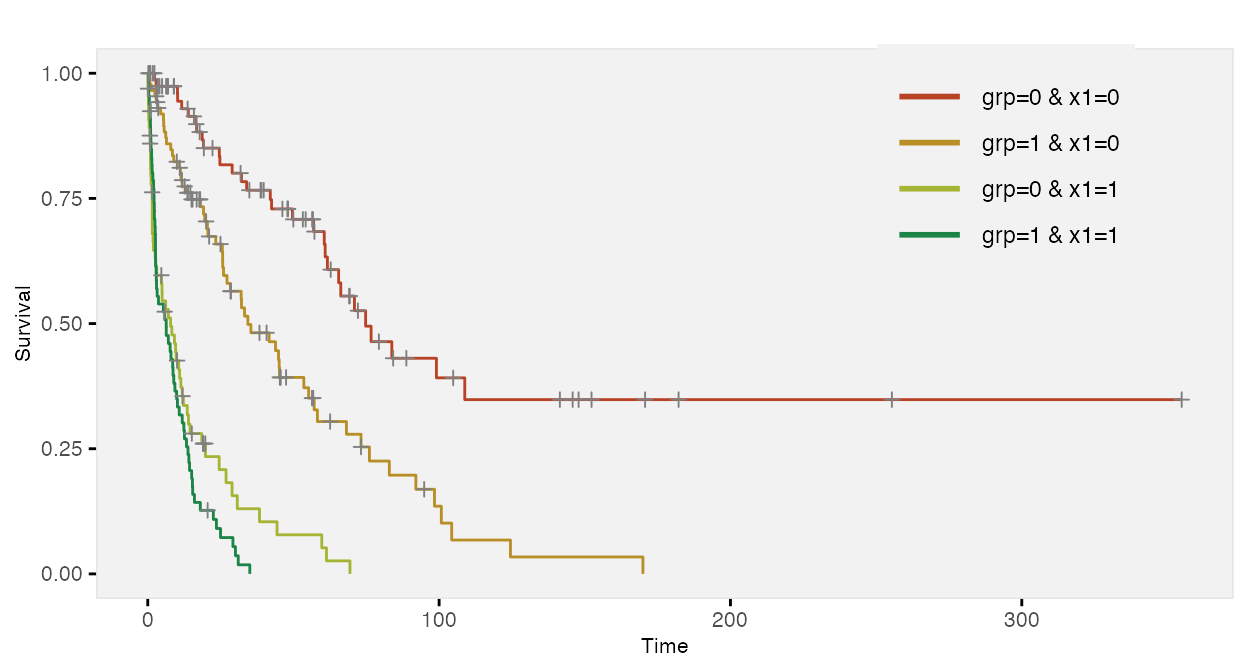 1.00
0.75
0.50
0.25
0.00
Survival
grp=0 & x1=0
grp=1 & x1=0
grp=0 & x1=1
grp=1 & x1=1
0 100 200 300
Time